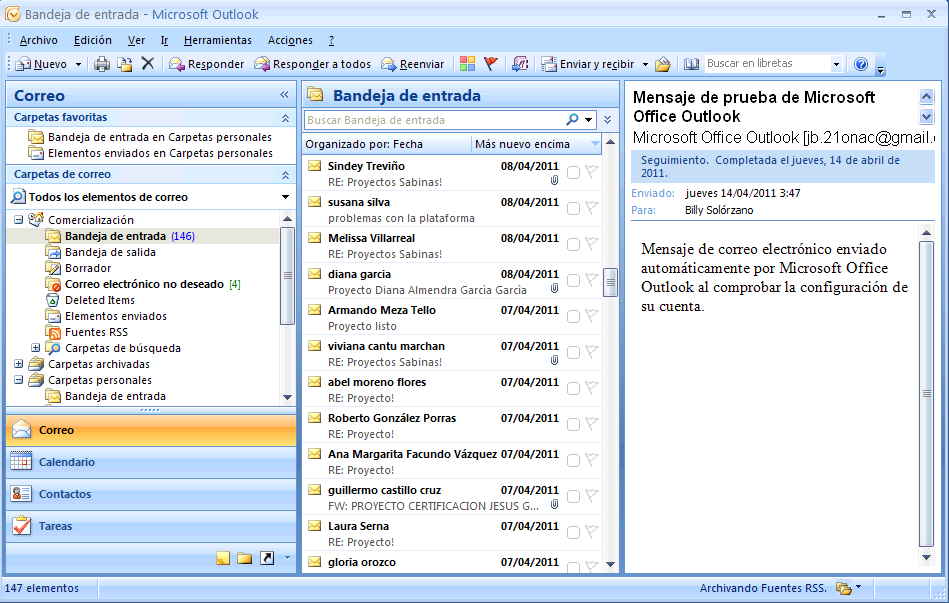 Bandeja de entrada - Microsoft Outlook
Archivo Edición Ver Ir Herramientas Acciones ?
Nuevo Responder Responder a todos Reenviar Enviar y recibir Buscar en libretas
Correo
Carpetas favoritas
Bandeja de entrada en Carpetas personales
Elementos enviados en Carpetas personales
Carpetas de correo
Todos los elementos de correo
Comercialización
Bandeja de entrada (146)
Bandeja de salida
Borrador
Correo electrónico no deseado [4]
Deleted Items
Elementos enviados
Fuentes RSS
Carpetas de búsqueda
Carpetas archivadas
Carpetas personales
Bandeja de entrada
Correo
Calendario
Contactos
Tareas
Bandeja de entrada
Buscar Bandeja de entrada
Organizado por: Fecha Más nuevo encima
Sindey Treviño 08/04/2011
RE: Proyectos Sabinas!
susana silva 08/04/2011
problemas con la plataforma
Melissa Villarreal 08/04/2011
RE: Proyectos Sabinas!
diana garcia 08/04/2011
Proyecto Diana Almendra Garcia Garcia
Armando Meza Tello 07/04/2011
Proyecto listo
viviana cantu marchan 07/04/2011
RE: Proyectos Sabinas!
abel moreno flores 07/04/2011
RE: Proyecto!
Roberto González Porras 07/04/2011
RE: Proyecto!
Ana Margarita Facundo Vázquez 07/04/2011
RE: Proyecto!
guillermo castillo cruz 07/04/2011
FW: PROYECTO CERTIFICACION JESUS G...
Laura Serna 07/04/2011
RE: Proyecto!
gloria orozco 07/04/2011
Mensaje de prueba de Microsoft
Office Outlook
Microsoft Office Outlook [jb.21onac@gmail.
Seguimiento. Completada el jueves, 14 de abril de
2011.
Enviado: jueves 14/04/2011 3:47
Para: Billy Solórzano
Mensaje de correo electrónico enviado
automáticamente por Microsoft Office
Outlook al comprobar la configuración de
su cuenta.
147 elementos
Archivando Fuentes RSS.